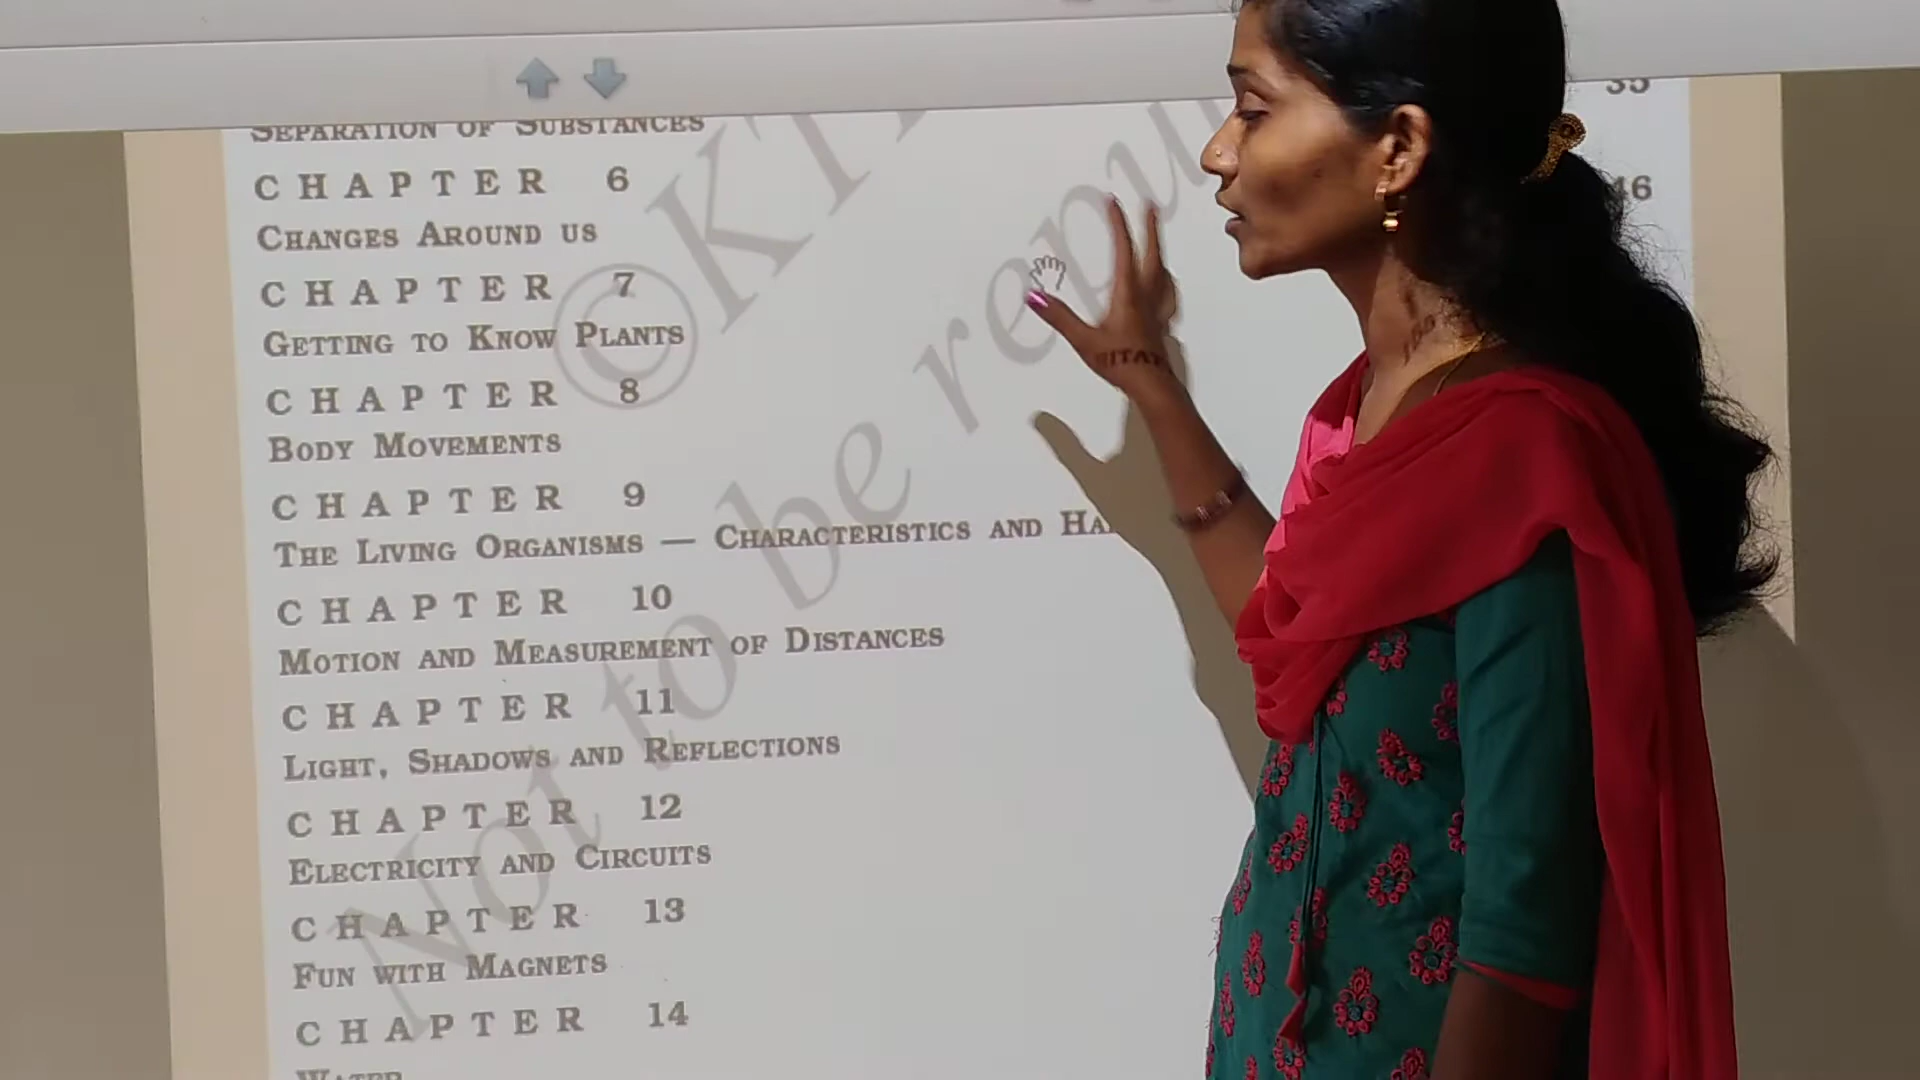 35
SEPARATION OF SUBSTANCES
CHAPTER 6
46
CHANGES AROUND US
CHAPTER 7
GETTING TO KNOW PLANTS
CHAPTER 8
BODY MOVEMENTS
CHAPTER 9
THE LIVING ORGANISMS — CHARACTERISTICS AND
CHAPTER 10
MOTION AND MEASUREMENT OF DISTANCES
CHAPTER 11
LIGHT, SHADOWS AND REFLECTIONS
CHAPTER 12
ELECTRICITY AND CIRCUITS
CHAPTER 13
FUN WITH MAGNETS
CHAPTER 14
WATER
©KT
Not to be repu